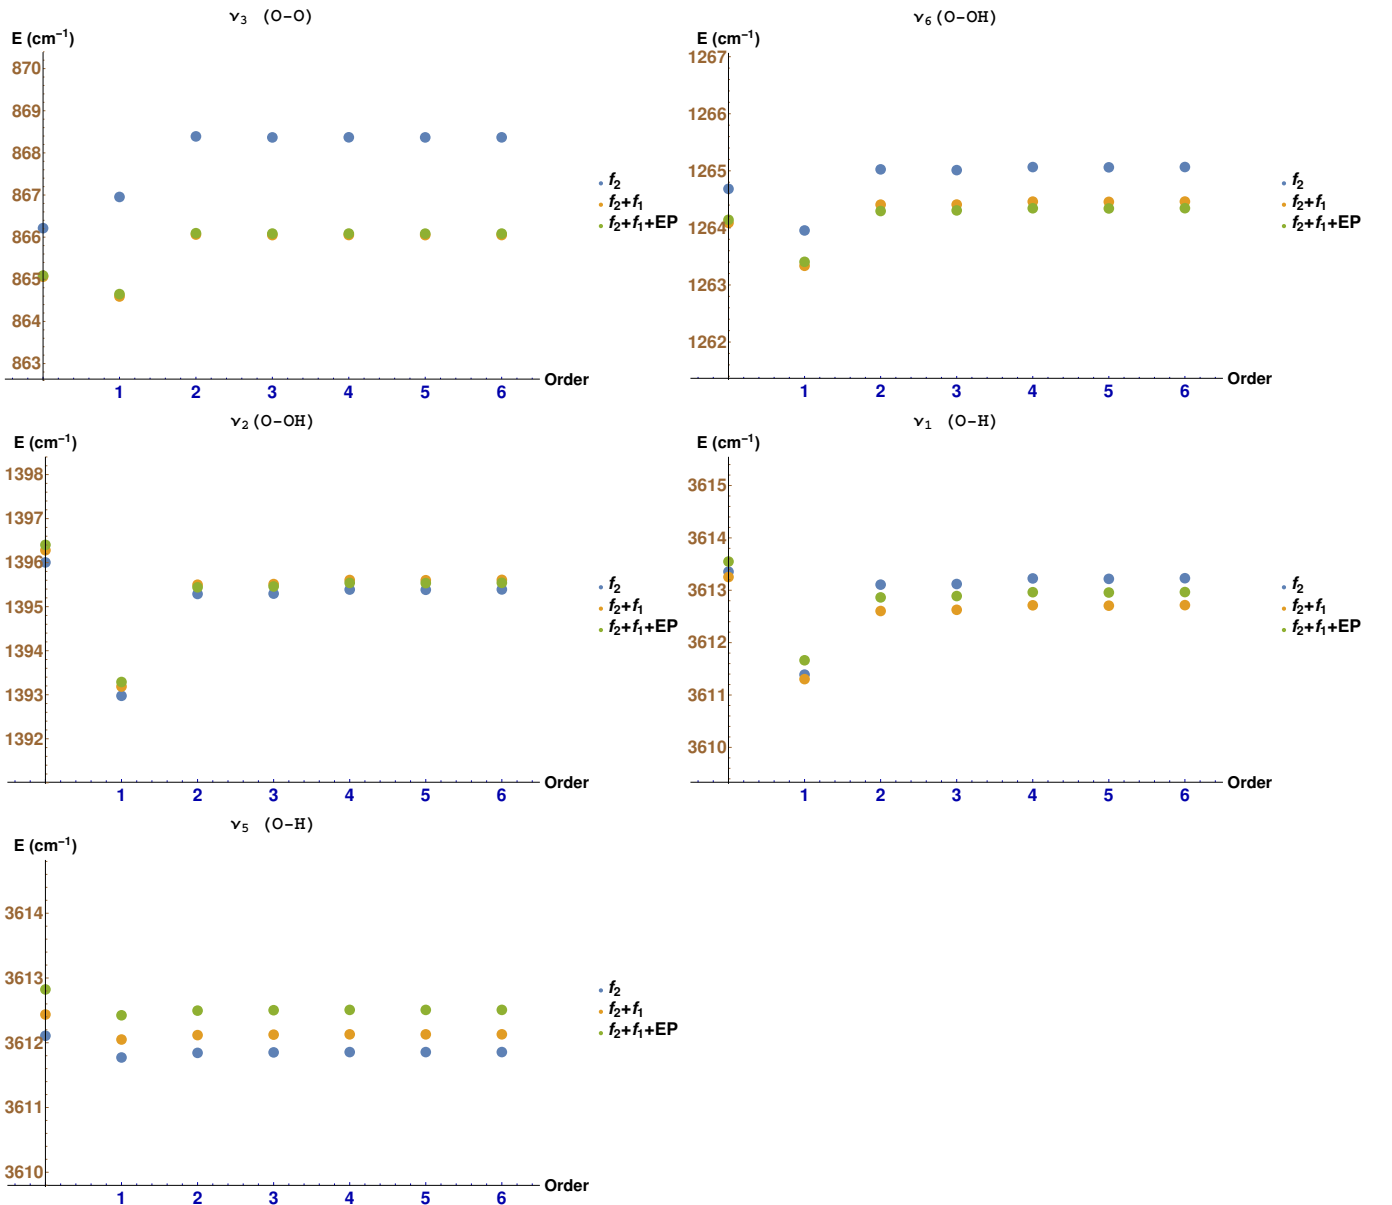 ν₃ (O-O)
E (cm⁻¹)
870
869
868
867
866
865
864
863
1 2 3 4 5 6
Order
f₂
f₂+f₁
f₂+f₁+EP
ν₆ (O-OH)
E (cm⁻¹)
1267
1266
1265
1264
1263
1262
1 2 3 4 5 6
Order
f₂
f₂+f₁
f₂+f₁+EP
ν₂ (O-OH)
E (cm⁻¹)
1398
1397
1396
1395
1394
1393
1392
1 2 3 4 5 6
Order
f₂
f₂+f₁
f₂+f₁+EP
ν₁ (O-H)
E (cm⁻¹)
3615
3614
3613
3612
3611
3610
1 2 3 4 5 6
Order
f₂
f₂+f₁
f₂+f₁+EP
ν₅ (O-H)
E (cm⁻¹)
3614
3613
3612
3611
3610
1 2 3 4 5 6
Order
f₂
f₂+f₁
f₂+f₁+EP